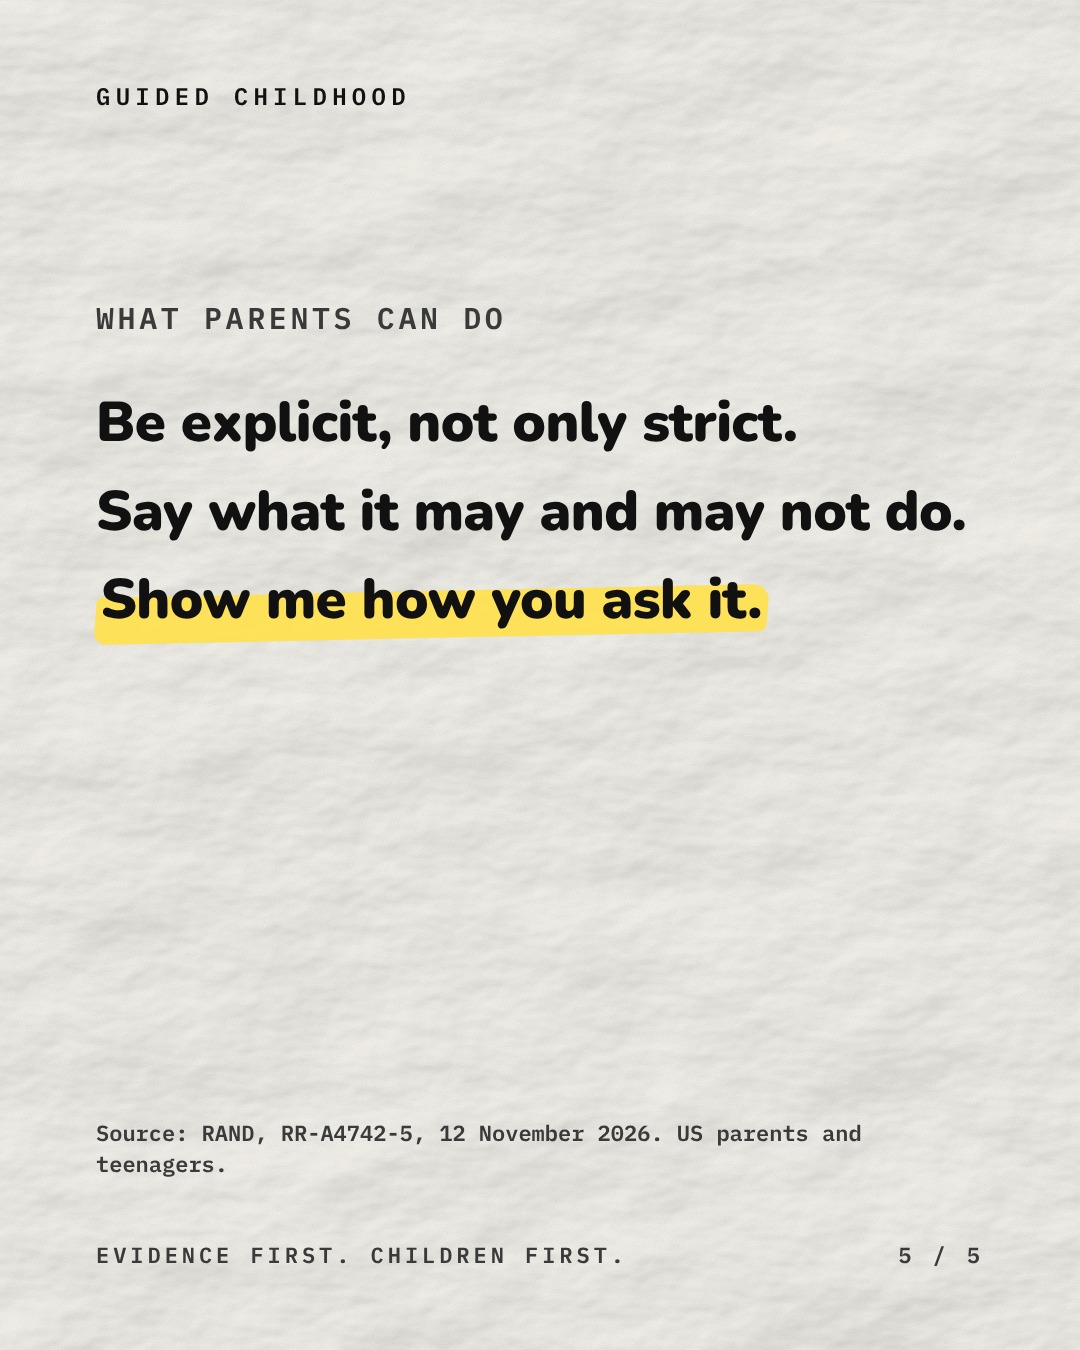 GUIDED CHILDHOOD
WHAT PARENTS CAN DO
Be explicit, not only strict.
Say what it may and may not do.
Show me how you ask it.
Source: RAND, RR-A4742-5, 12 November 2026. US parents and
teenagers.
EVIDENCE FIRST. CHILDREN FIRST.
5 / 5